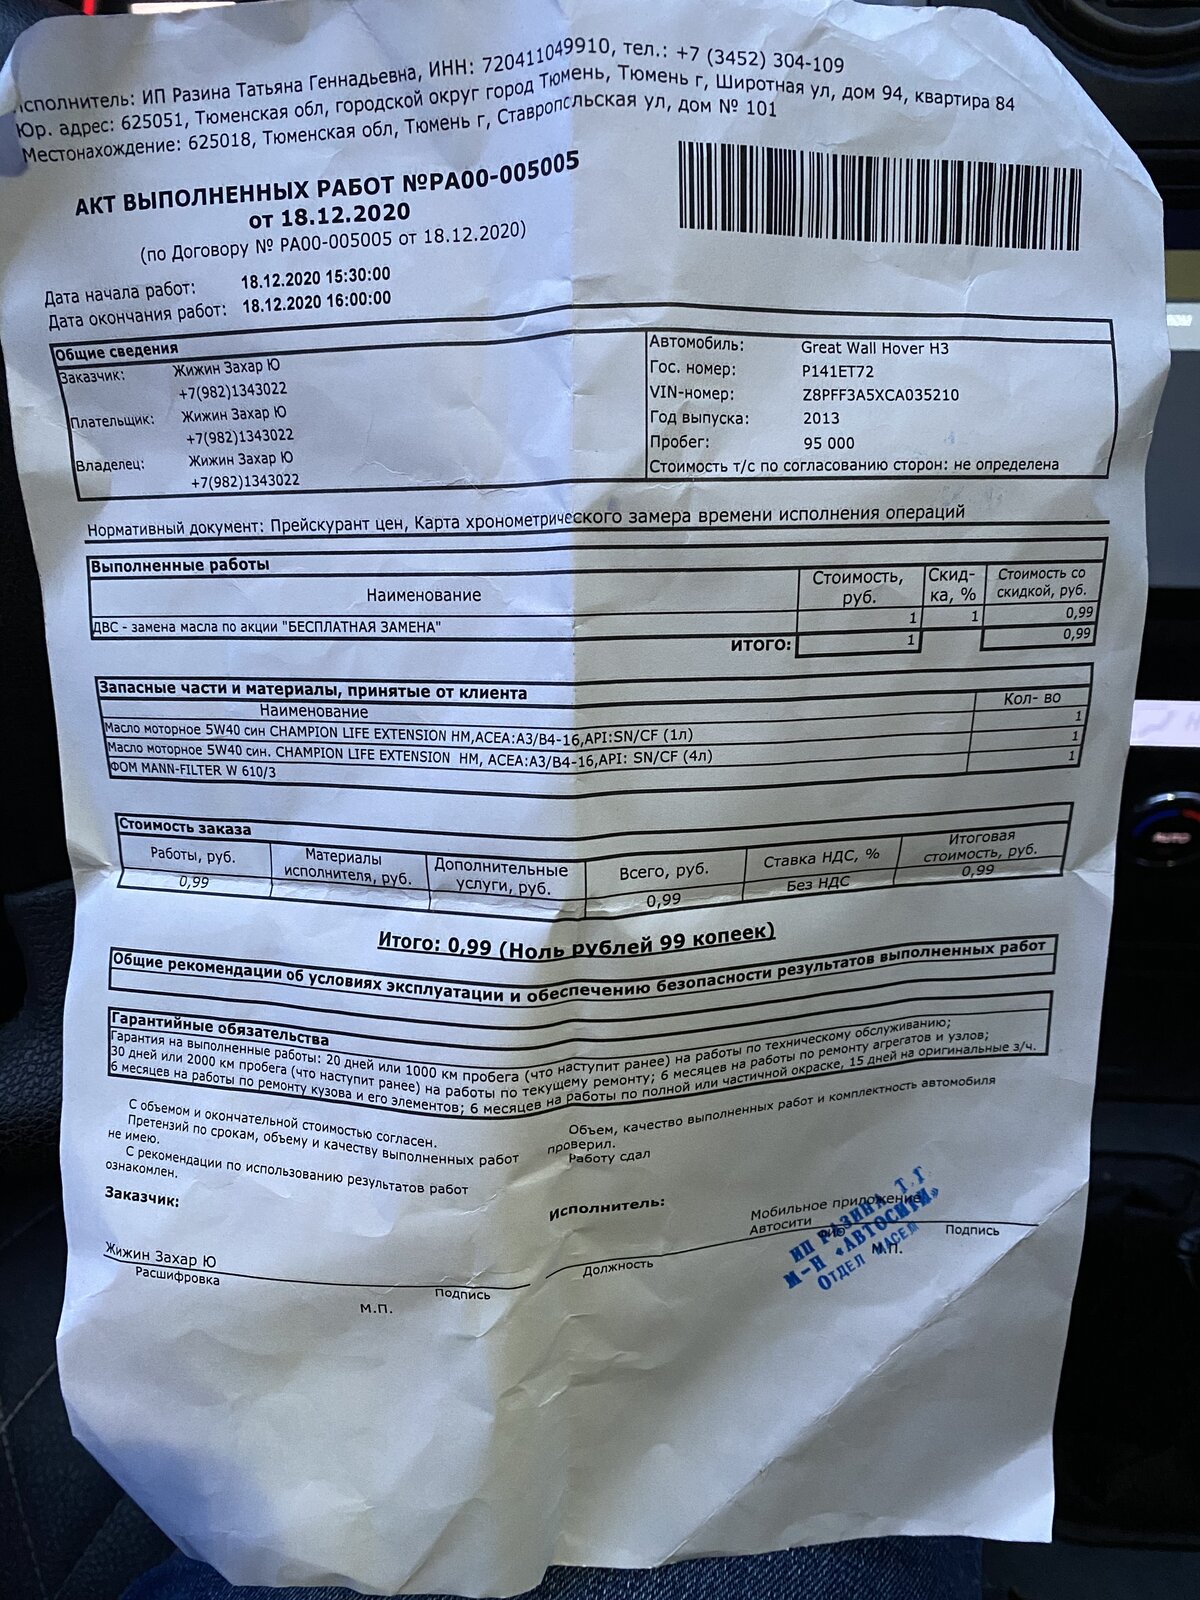 Исполнитель: ИП Разина Татьяна Геннадьевна, ИНН: 720411049910, тел.: +7 (3452) 304-109
Юр. адрес: 625051, Тюменская обл, городской округ город Тюмень, Тюмень г, Широтная ул, дом 94, квартира 84
Местонахождение: 625018, Тюменская обл, Тюмень г, Ставропольская ул, дом № 101
АКТ ВЫПОЛНЕННЫХ РАБОТ №РА00-005005
от 18.12.2020
(по Договору № РА00-005005 от 18.12.2020)
Дата начала работ: 18.12.2020 15:30:00
Дата окончания работ: 18.12.2020 16:00:00
Общие сведения
Заказчик: Жижин Захар Ю
+7(982)1343022
Плательщик: Жижин Захар Ю
+7(982)1343022
Владелец: Жижин Захар Ю
+7(982)1343022
Автомобиль: Great Wall Hover H3
Гос. номер: Р141ЕТ72
VIN-номер: Z8PFF3A5XCA035210
Год выпуска: 2013
Пробег: 95 000
Стоимость т/с по согласованию сторон: не определена
Нормативный документ: Прейскурант цен, Карта хронометрического замера времени исполнения операций
Выполненные работы
Наименование Стоимость, руб. Скид-ка, % Стоимость со скидкой, руб.
ДВС - замена масла по акции "БЕСПЛАТНАЯ ЗАМЕНА" 1 1 0,99
ИТОГО: 1 0,99
Запасные части и материалы, принятые от клиента
Наименование Кол- во
Масло моторное 5W40 син CHAMPION LIFE EXTENSION HM,ACEA:A3/B4-16,API:SN/CF (1л) 1
Масло моторное 5W40 син. CHAMPION LIFE EXTENSION HM, ACEA:A3/B4-16,API: SN/CF (4л) 1
ФОМ MANN-FILTER W 610/3 1
Стоимость заказа
Работы, руб. Материалы исполнителя, руб. Дополнительные услуги, руб. Всего, руб. Ставка НДС, % Итоговая стоимость, руб.
0,99 0,99 Без НДС 0,99
Итого: 0,99 (Ноль рублей 99 копеек)
Общие рекомендации об условиях эксплуатации и обеспечению безопасности результатов выполненных работ
Гарантийные обязательства
Гарантия на выполненные работы: 20 дней или 1000 км пробега (что наступит ранее) на работы по техническому обслуживанию;
30 дней или 2000 км пробега (что наступит ранее) на работы по текущему ремонту; 6 месяцев на работы по ремонту агрегатов и узлов;
6 месяцев на работы по ремонту кузова и его элементов; 6 месяцев на работы по полной или частичной окраске, 15 дней на оригинальные з/ч.
С объемом и окончательной стоимостью согласен.
Претензий по срокам, объему и качеству выполненных работ
не имею.
С рекомендации по использованию результатов работ
ознакомлен.
Заказчик:
Жижин Захар Ю
Расшифровка Подпись
М.П.
Объем, качество выполненных работ и комплектность автомобиля
проверил.
Работу сдал
Исполнитель:
Мобильное приложение
Автосити
Должность ФИО Подпись
М.П.
ИП РАЗИНА Т.Г
М-Н «АВТОСИТИ»
ОТДЕЛ МАСЕЛ
AUTO